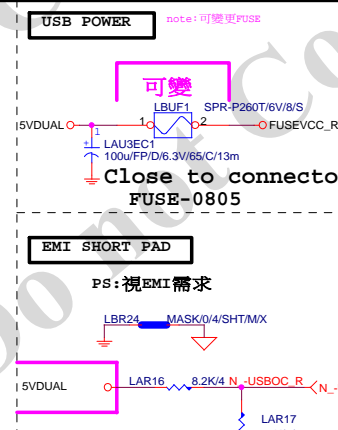 USB POWER
note:可變更FUSE
可變
LBUF1 SPR-P260T/6V/8/S
5VDUAL 1 2 FUSEVCC_R
1
+
LAU3EC1
100u/FP/D/6.3V/65/C/13m
Close to connecto
FUSE-0805
EMI SHORT PAD
PS:視EMI需求
LBR24 MASK/0/4/SHT/M/X
5VDUAL LAR16 8.2K/4 N_-USBOC_R N_-
LAR17